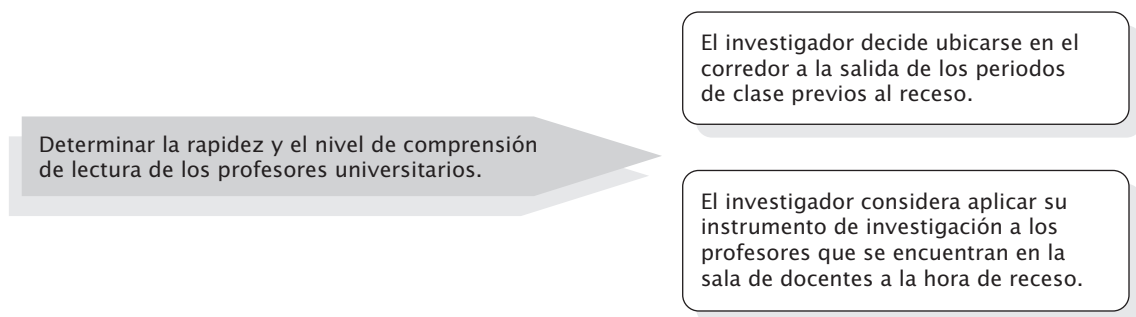 Determinar la rapidez y el nivel de comprensión
de lectura de los profesores universitarios.
El investigador decide ubicarse en el
corredor a la salida de los periodos
de clase previos al receso.
El investigador considera aplicar su
instrumento de investigación a los
profesores que se encuentran en la
sala de docentes a la hora de receso.